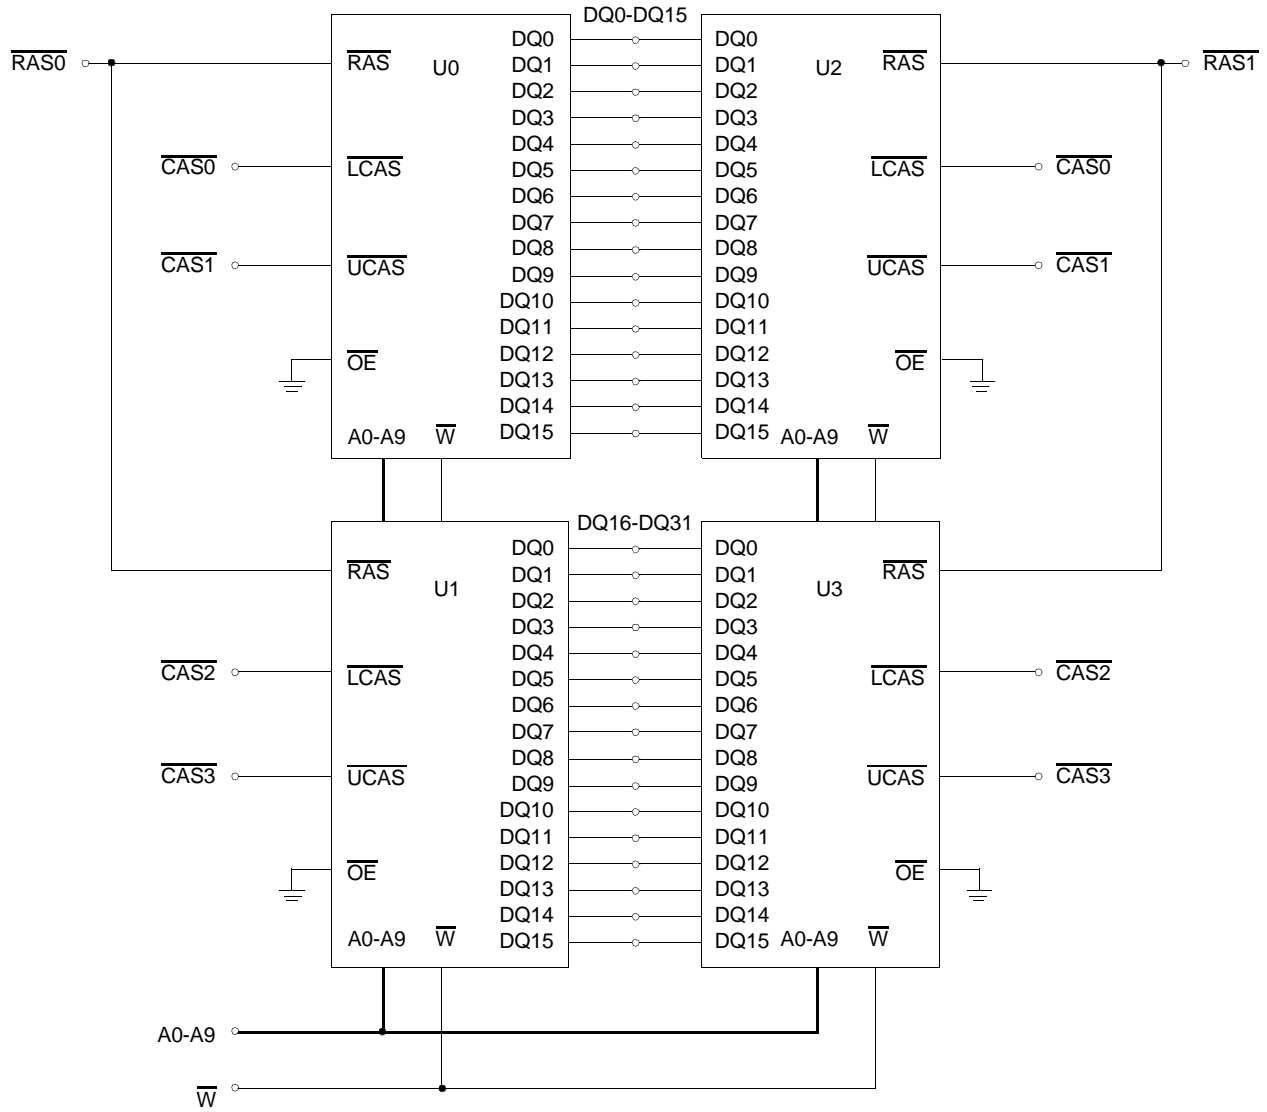 DQ0-DQ15
RAS0
RAS
U0
DQ0
DQ1
DQ2
DQ3
DQ4
DQ5
DQ6
DQ7
DQ8
DQ9
DQ10
DQ11
DQ12
DQ13
DQ14
DQ15
CAS0
LCAS
CAS1
UCAS
OE
A0-A9
W
DQ0
DQ1
DQ2
DQ3
DQ4
DQ5
DQ6
DQ7
DQ8
DQ9
DQ10
DQ11
DQ12
DQ13
DQ14
DQ15
U2
RAS
RAS1
LCAS
CAS0
UCAS
CAS1
OE
A0-A9
W
DQ16-DQ31
RAS
U1
DQ0
DQ1
DQ2
DQ3
DQ4
DQ5
DQ6
DQ7
DQ8
DQ9
DQ10
DQ11
DQ12
DQ13
DQ14
DQ15
CAS2
LCAS
CAS3
UCAS
OE
A0-A9
W
DQ0
DQ1
DQ2
DQ3
DQ4
DQ5
DQ6
DQ7
DQ8
DQ9
DQ10
DQ11
DQ12
DQ13
DQ14
DQ15
U3
RAS
LCAS
CAS2
UCAS
CAS3
OE
A0-A9
W
A0-A9
W